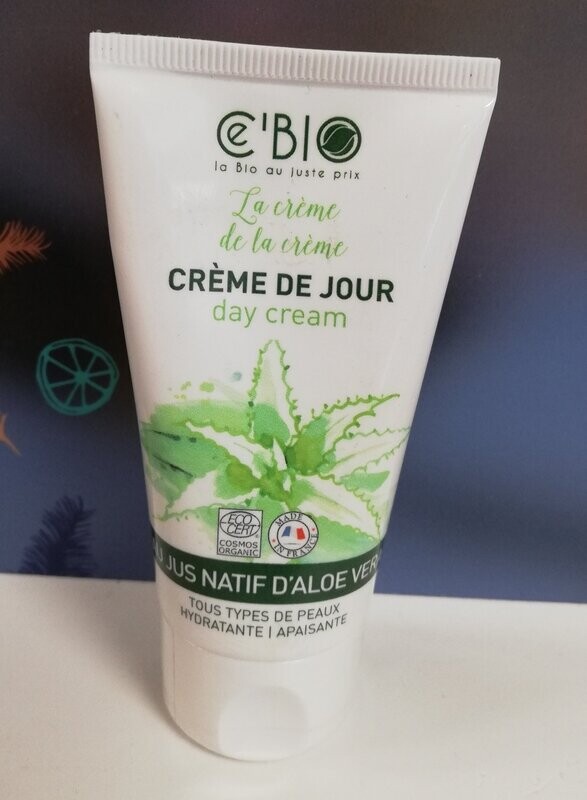 Ce'BIO
la Bio au juste prix
La crème
de la crème
CRÈME DE JOUR
day cream
ECO
CERT
COSMOS
ORGANIC
MADE
IN FRANCE
JUS NATIF D'ALOE VER
TOUS TYPES DE PEAUX
HYDRATANTE | APAISANTE